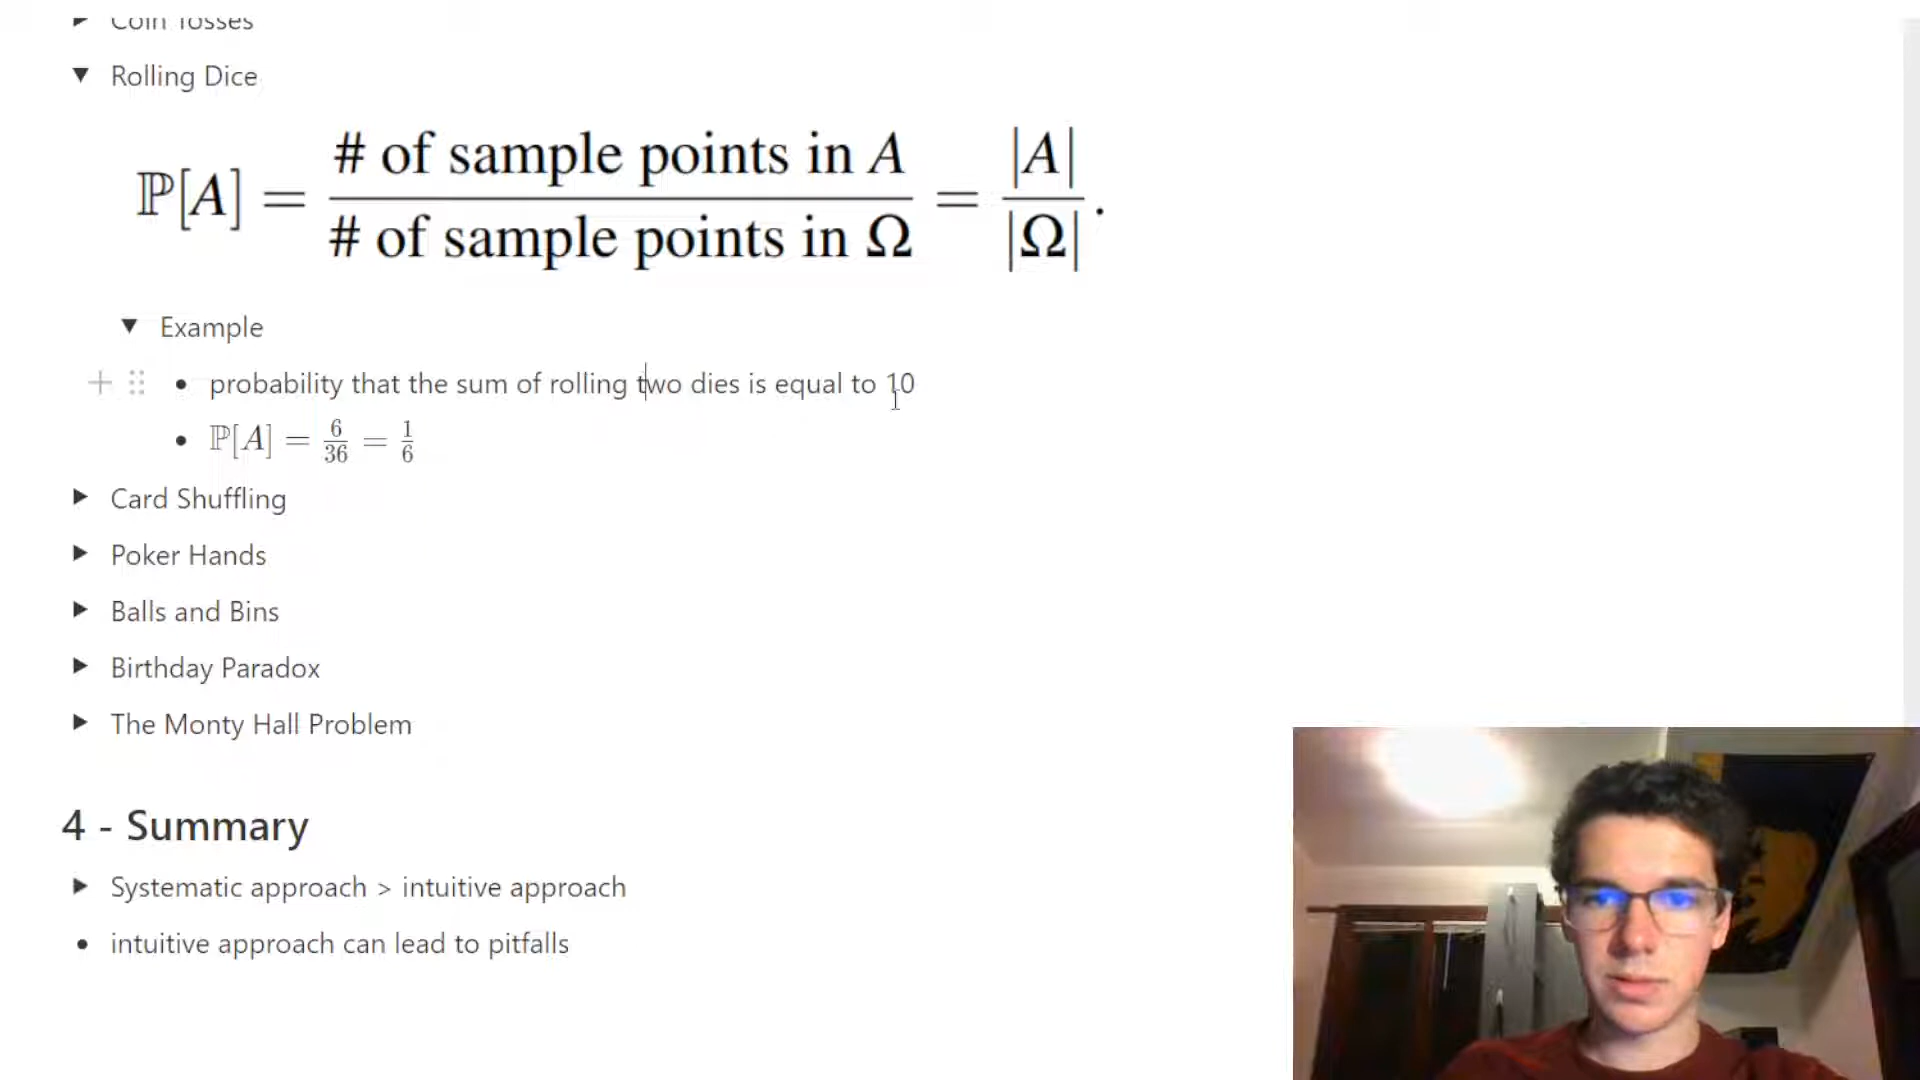 Coin Tosses
Rolling Dice
ℙ[A] = # of sample points in A / # of sample points in Ω = |A| / |Ω| .
Example
probability that the sum of rolling two dies is equal to 10
ℙ[A] = 6/36 = 1/6
Card Shuffling
Poker Hands
Balls and Bins
Birthday Paradox
The Monty Hall Problem
4 - Summary
Systematic approach > intuitive approach
intuitive approach can lead to pitfalls